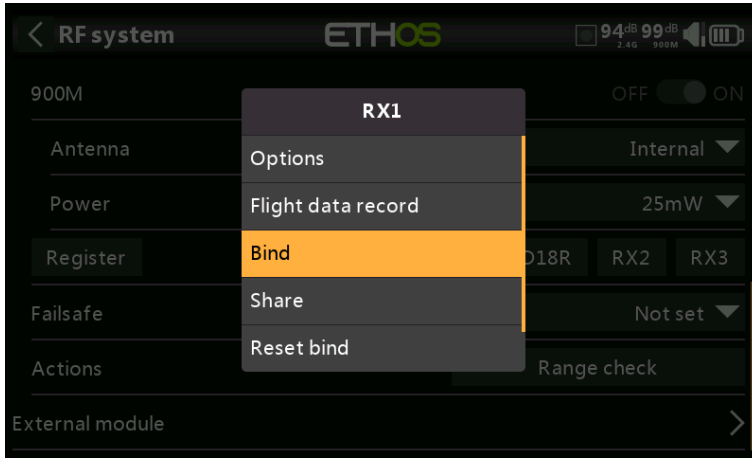 RF system
ETHOS
94dB 2.4G 99dB 900M
900M
OFF ON
RX1
Antenna
Internal
Options
Power
25mW
Flight data record
Register
Bind
D18R RX2 RX3
Failsafe
Not set
Share
Actions
Range check
Reset bind
External module